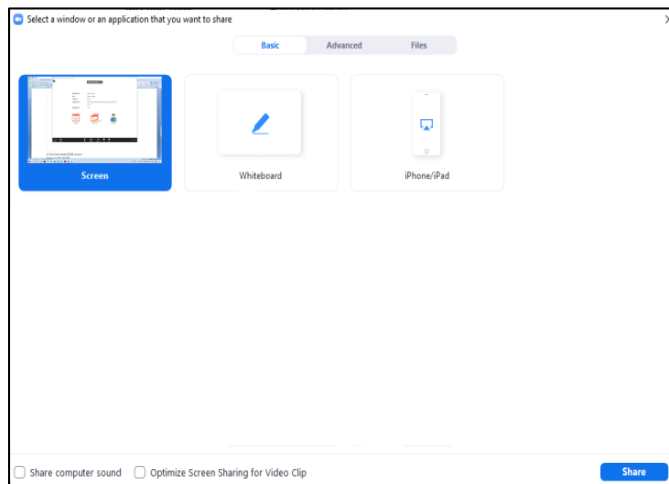 Select a window or an application that you want to share
Basic Advanced Files
Screen Whiteboard iPhone/iPad
Share computer sound Optimize Screen Sharing for Video Clip Share